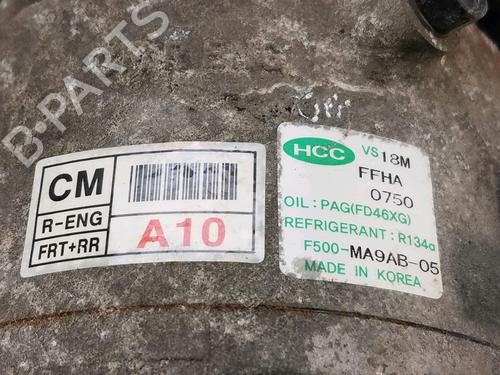 B-PARTS
CM
R-ENG
FRT+RR
A10
HCC VS18M
FFHA
0750
OIL : PAG(FD46XG)
REFRIGERANT : R134a
F500-MA9AB-05
MADE IN KOREA